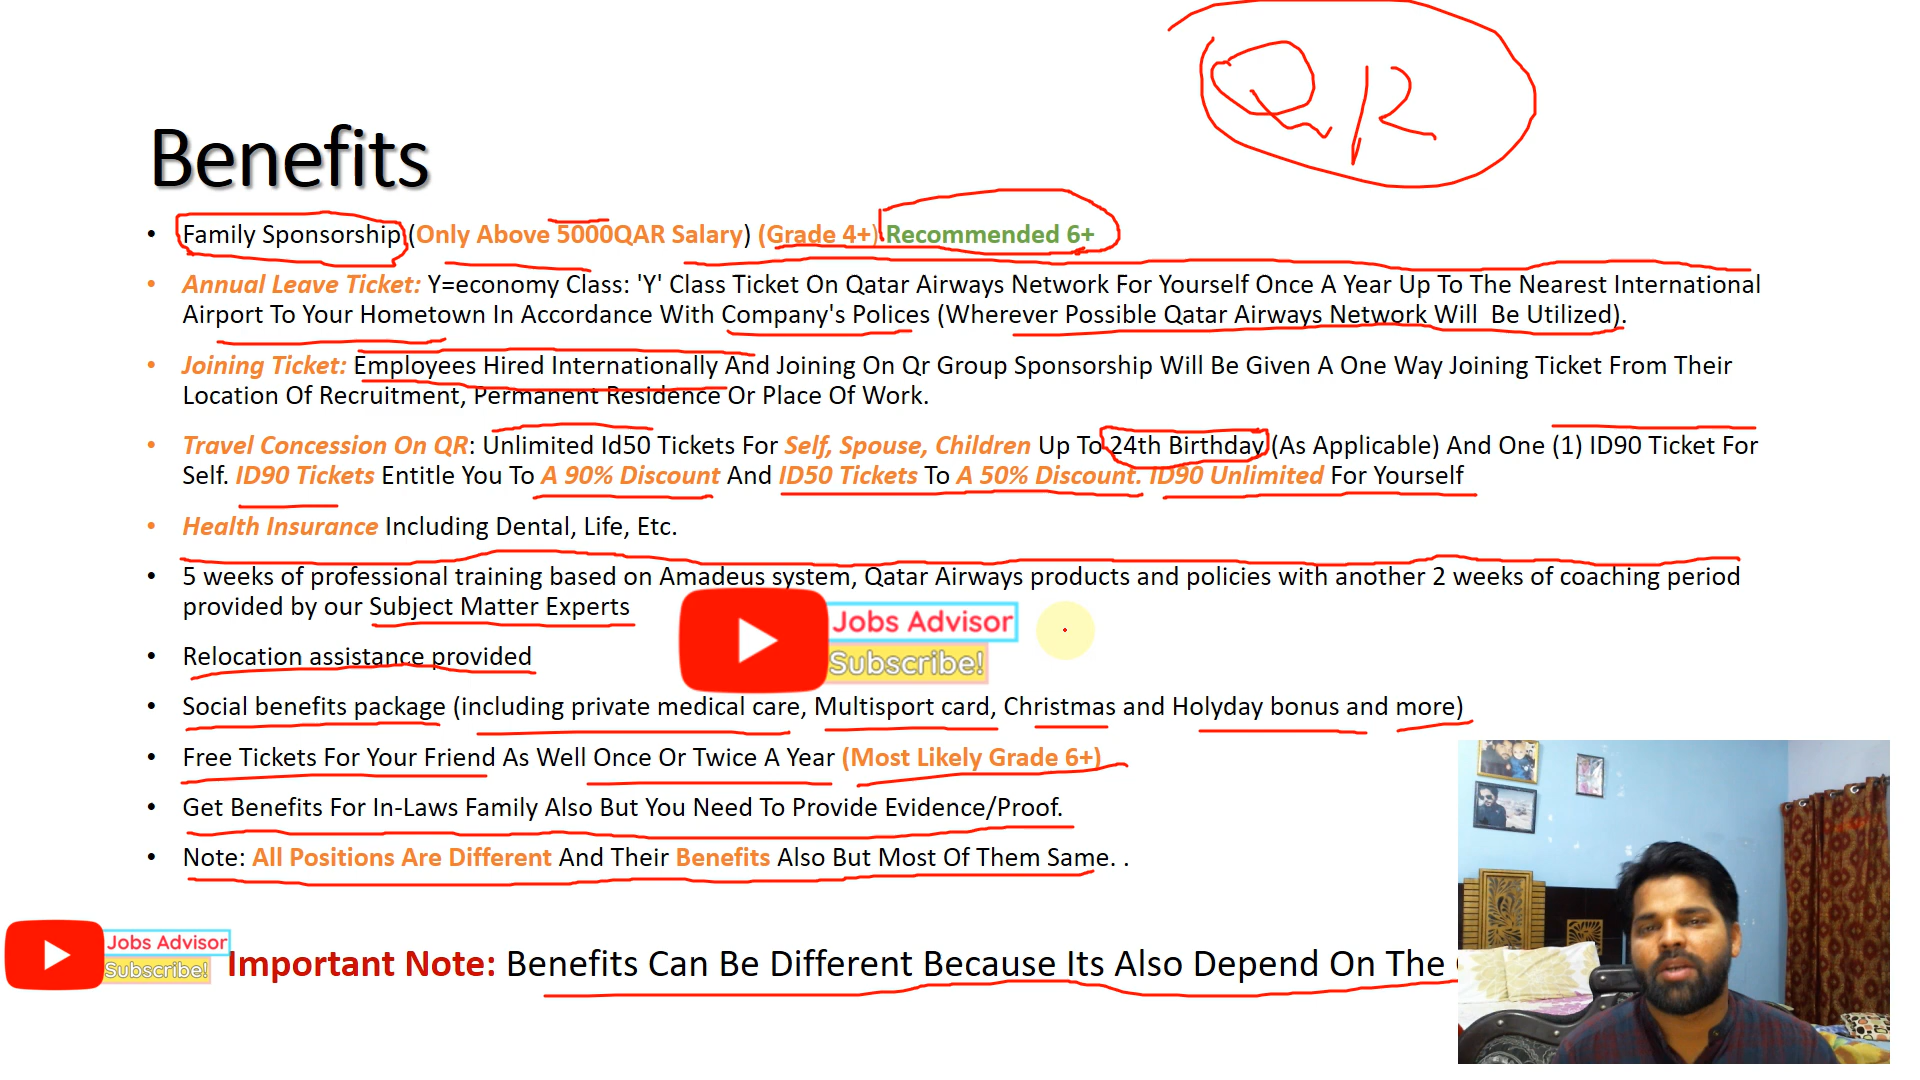 QR
Benefits
• Family Sponsorship (Only Above 5000QAR Salary) (Grade 4+) Recommended 6+
• Annual Leave Ticket: Y=economy Class: 'Y' Class Ticket On Qatar Airways Network For Yourself Once A Year Up To The Nearest International
Airport To Your Hometown In Accordance With Company's Polices (Wherever Possible Qatar Airways Network Will Be Utilized).
• Joining Ticket: Employees Hired Internationally And Joining On Qr Group Sponsorship Will Be Given A One Way Joining Ticket From Their
Location Of Recruitment, Permanent Residence Or Place Of Work.
• Travel Concession On QR: Unlimited Id50 Tickets For Self, Spouse, Children Up To 24th Birthday (As Applicable) And One (1) ID90 Ticket For
Self. ID90 Tickets Entitle You To A 90% Discount And ID50 Tickets To A 50% Discount. ID90 Unlimited For Yourself
• Health Insurance Including Dental, Life, Etc.
• 5 weeks of professional training based on Amadeus system, Qatar Airways products and policies with another 2 weeks of coaching period
provided by our Subject Matter Experts
Jobs Advisor
Subscribe!
• Relocation assistance provided
• Social benefits package (including private medical care, Multisport card, Christmas and Holyday bonus and more)
• Free Tickets For Your Friend As Well Once Or Twice A Year (Most Likely Grade 6+)
• Get Benefits For In-Laws Family Also But You Need To Provide Evidence/Proof.
• Note: All Positions Are Different And Their Benefits Also But Most Of Them Same. .
Jobs Advisor
Subscribe!
Important Note: Benefits Can Be Different Because Its Also Depend On The